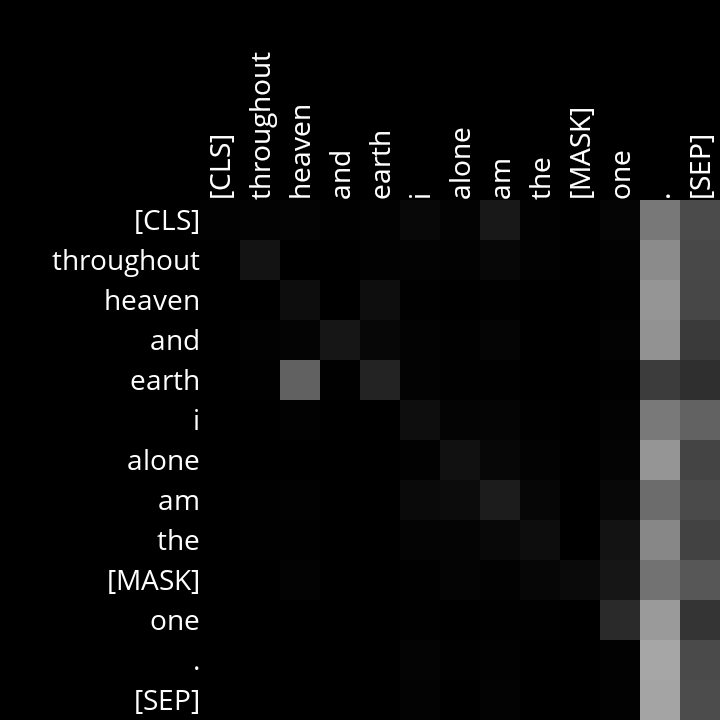 [CLS]
throughout
heaven
and
earth
i
alone
am
the
[MASK]
one
.
[SEP]
[CLS]
throughout
heaven
and
earth
i
alone
am
the
[MASK]
one
.
[SEP]